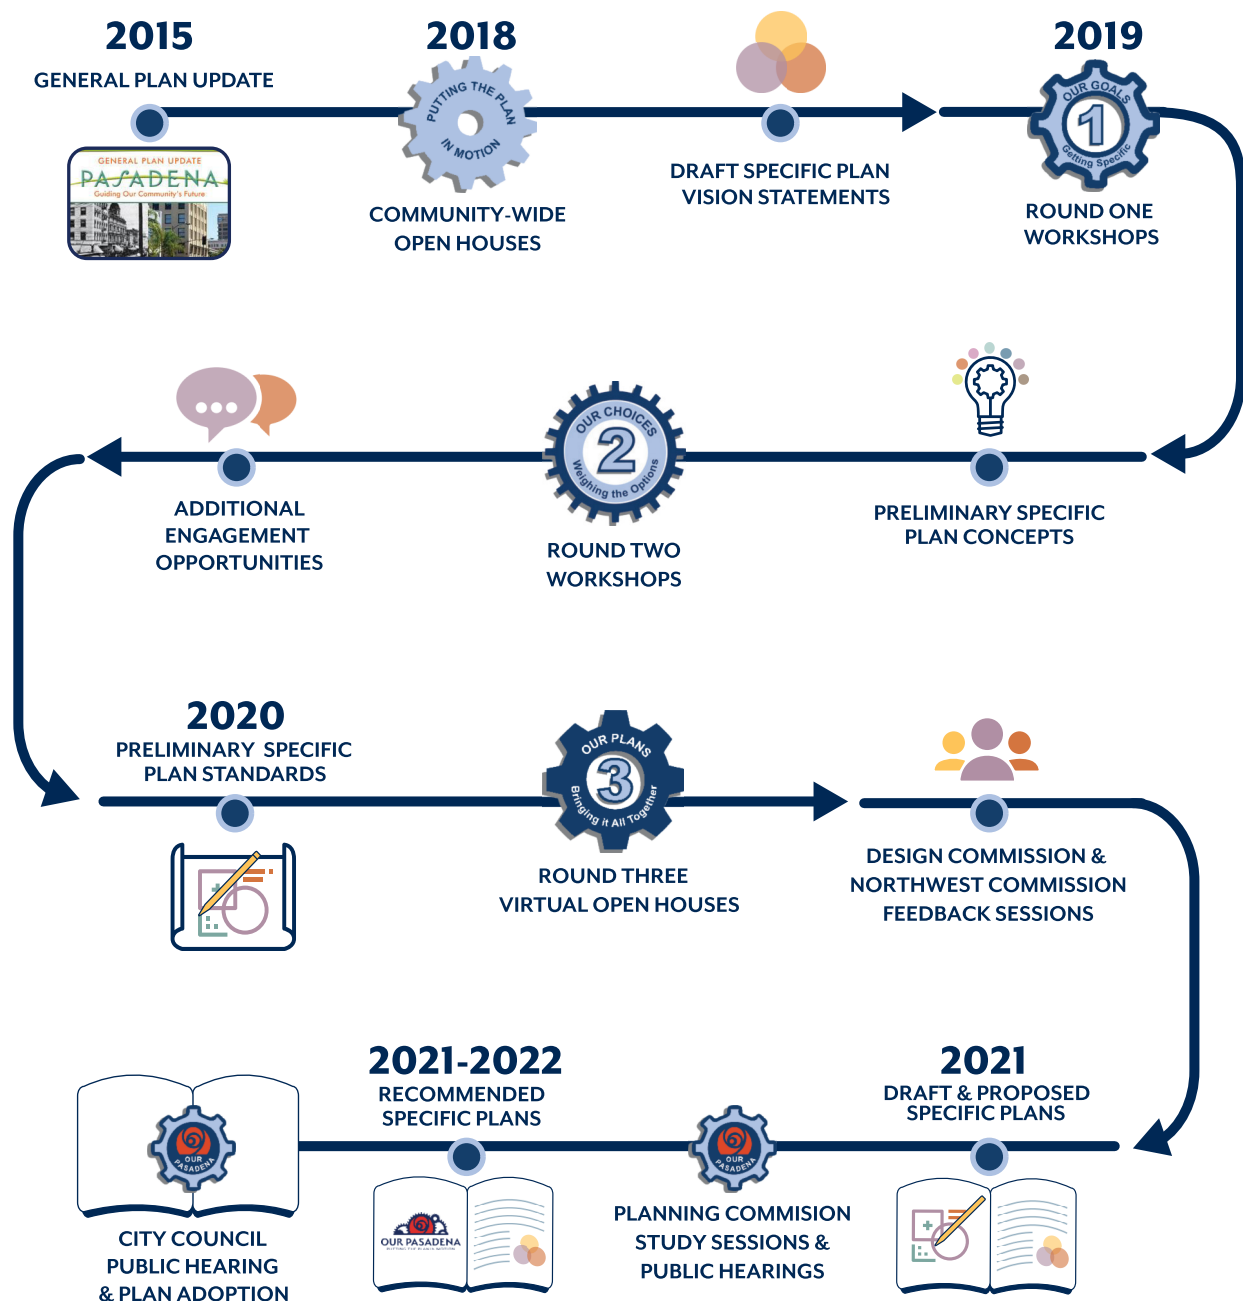 2015
GENERAL PLAN UPDATE
GENERAL PLAN UPDATE
PASADENA
Guiding Our Community's Future
2018
PUTTING THE PLAN
IN MOTION
COMMUNITY-WIDE
OPEN HOUSES
DRAFT SPECIFIC PLAN
VISION STATEMENTS
2019
OUR GOALS
1
Getting Specific
ROUND ONE
WORKSHOPS
PRELIMINARY SPECIFIC
PLAN CONCEPTS
OUR CHOICES
2
Weighing the Options
ROUND TWO
WORKSHOPS
ADDITIONAL
ENGAGEMENT
OPPORTUNITIES
2020
PRELIMINARY SPECIFIC
PLAN STANDARDS
OUR PLANS
3
Bringing it All Together
ROUND THREE
VIRTUAL OPEN HOUSES
DESIGN COMMISSION &
NORTHWEST COMMISSION
FEEDBACK SESSIONS
2021
DRAFT & PROPOSED
SPECIFIC PLANS
OUR
PASADENA
PLANNING COMMISION
STUDY SESSIONS &
PUBLIC HEARINGS
2021-2022
RECOMMENDED
SPECIFIC PLANS
OUR PASADENA
PUTTING THE PLAN IN MOTION
OUR
PASADENA
CITY COUNCIL
PUBLIC HEARING
& PLAN ADOPTION